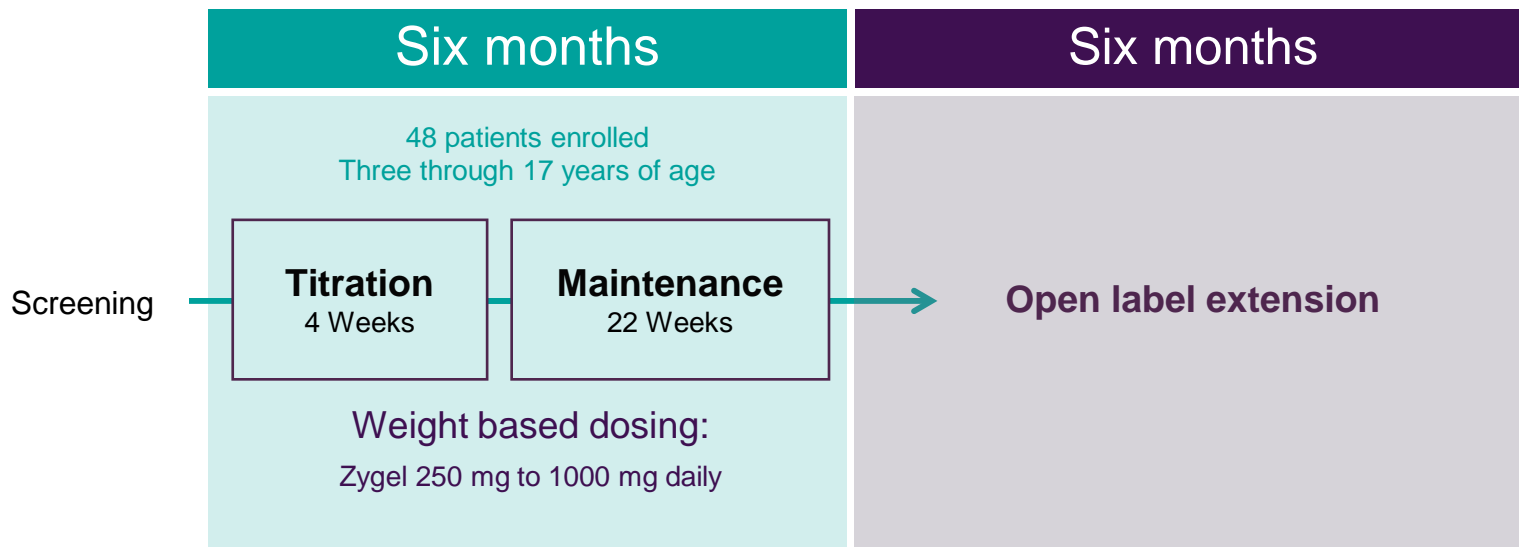 Six months
Six months
48 patients enrolled
Three through 17 years of age
Screening
Titration
4 Weeks
Maintenance
22 Weeks
Open label extension
Weight based dosing:
Zygel 250 mg to 1000 mg daily